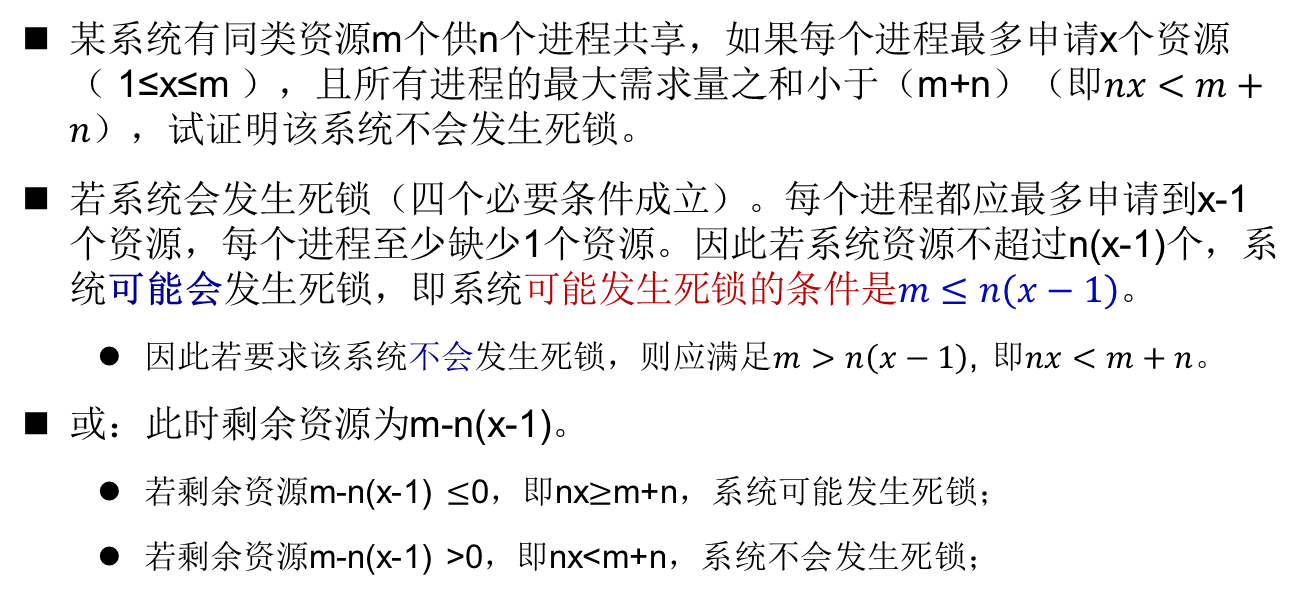 ■ 某系统有同类资源m个供n个进程共享，如果每个进程最多申请x个资源
（ 1≤x≤m ），且所有进程的最大需求量之和小于（m+n）（即nx < m +
n），试证明该系统不会发生死锁。
■ 若系统会发生死锁（四个必要条件成立）。每个进程都应最多申请到x-1
个资源，每个进程至少缺少1个资源。因此若系统资源不超过n(x-1)个，系
统可能会发生死锁，即系统可能发生死锁的条件是m ≤ n(x − 1)。
● 因此若要求该系统不会发生死锁，则应满足m > n(x − 1), 即nx < m + n。
■ 或：此时剩余资源为m-n(x-1)。
● 若剩余资源m-n(x-1) ≤0，即nx≥m+n，系统可能发生死锁；
● 若剩余资源m-n(x-1) >0，即nx<m+n，系统不会发生死锁；